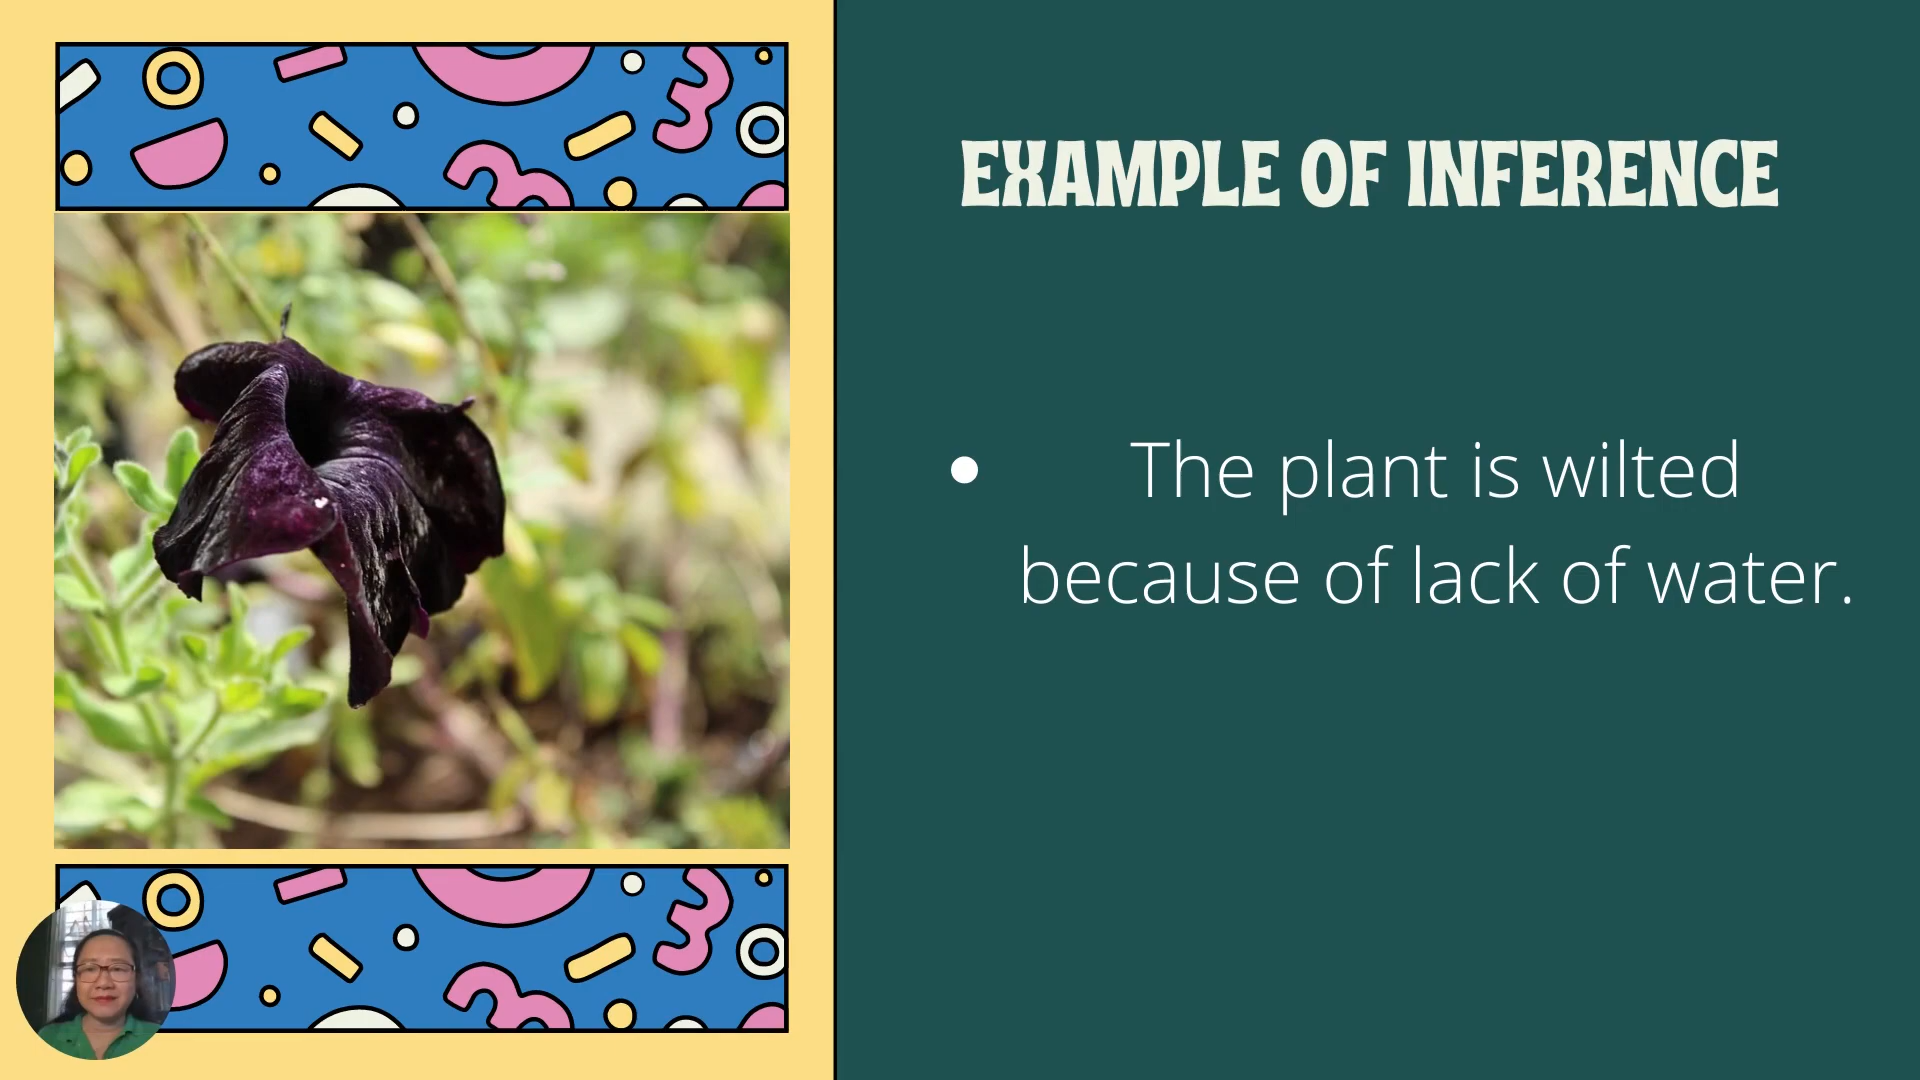 EXAMPLE OF INFERENCE
• The plant is wilted
because of lack of water.